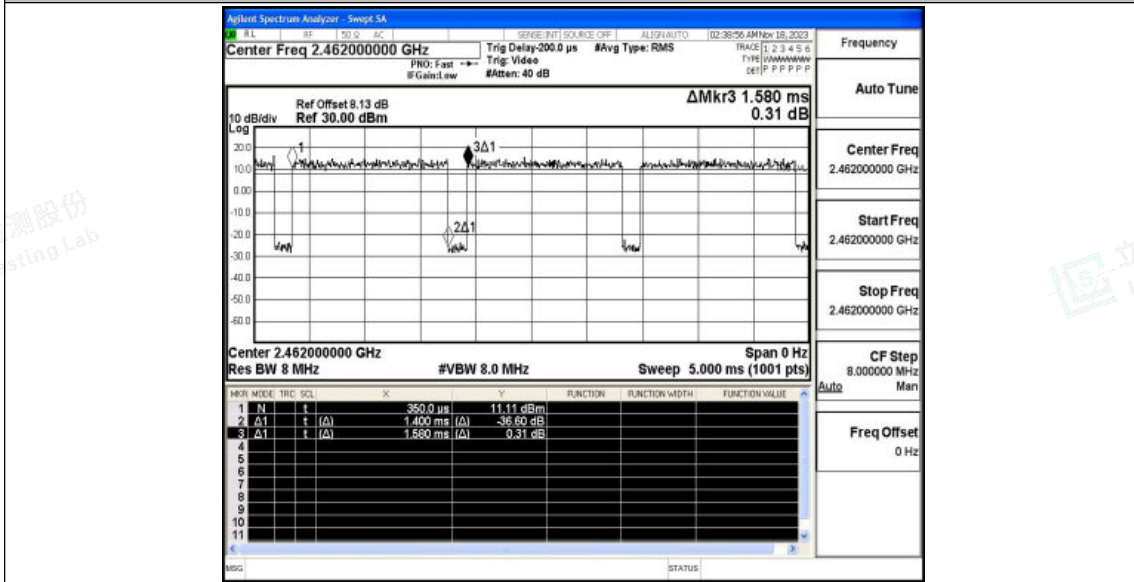 Agilent Spectrum Analyzer - Swept SA
RL RF 50 Ω AC SENSE:INT SOURCE OFF ALIGNAUTO 02:38:56 AM Nov 18, 2023
Center Freq 2.462000000 GHz
PNO: Fast
IFGain:Low
Trig Delay-200.0 µs #Avg Type: RMS
Trig: Video
#Atten: 40 dB
TRACE 1 2 3 4 5 6
TYPE
DET P P P P P P
Frequency
Auto Tune
Center Freq
2.462000000 GHz
Start Freq
2.462000000 GHz
Stop Freq
2.462000000 GHz
CF Step
8.000000 MHz
Auto Man
Freq Offset
0 Hz
ΔMkr3 1.580 ms
0.31 dB
Ref Offset 8.13 dB
10 dB/div Ref 30.00 dBm
Log
20.0
10.0
0.00
-10.0
-20.0
-30.0
-40.0
-50.0
-60.0
1
3Δ1
2Δ1
Center 2.462000000 GHz Span 0 Hz
Res BW 8 MHz #VBW 8.0 MHz Sweep 5.000 ms (1001 pts)
MKR MODE TRC SCL X Y FUNCTION FUNCTION WIDTH FUNCTION VALUE
1 N t 350.0 µs 11.11 dBm
2 Δ1 t (Δ) 1.400 ms (Δ) -36.60 dB
3 Δ1 t (Δ) 1.580 ms (Δ) 0.31 dB
4
5
6
7
8
9
10
11
MSG STATUS
测股份
sting Lab